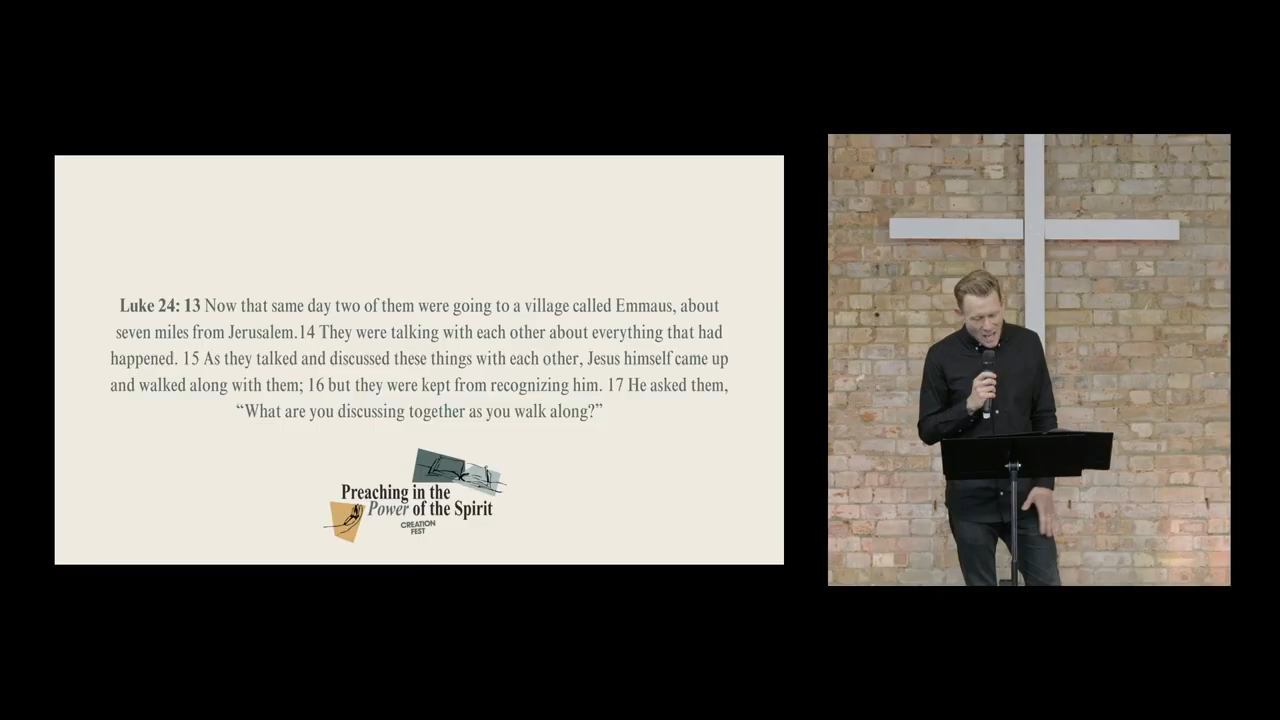 Luke 24: 13 Now that same day two of them were going to a village called Emmaus, about
seven miles from Jerusalem.14 They were talking with each other about everything that had
happened. 15 As they talked and discussed these things with each other, Jesus himself came up
and walked along with them; 16 but they were kept from recognizing him. 17 He asked them,
“What are you discussing together as you walk along?”
Preaching in the
Power of the Spirit
CREATION
FEST